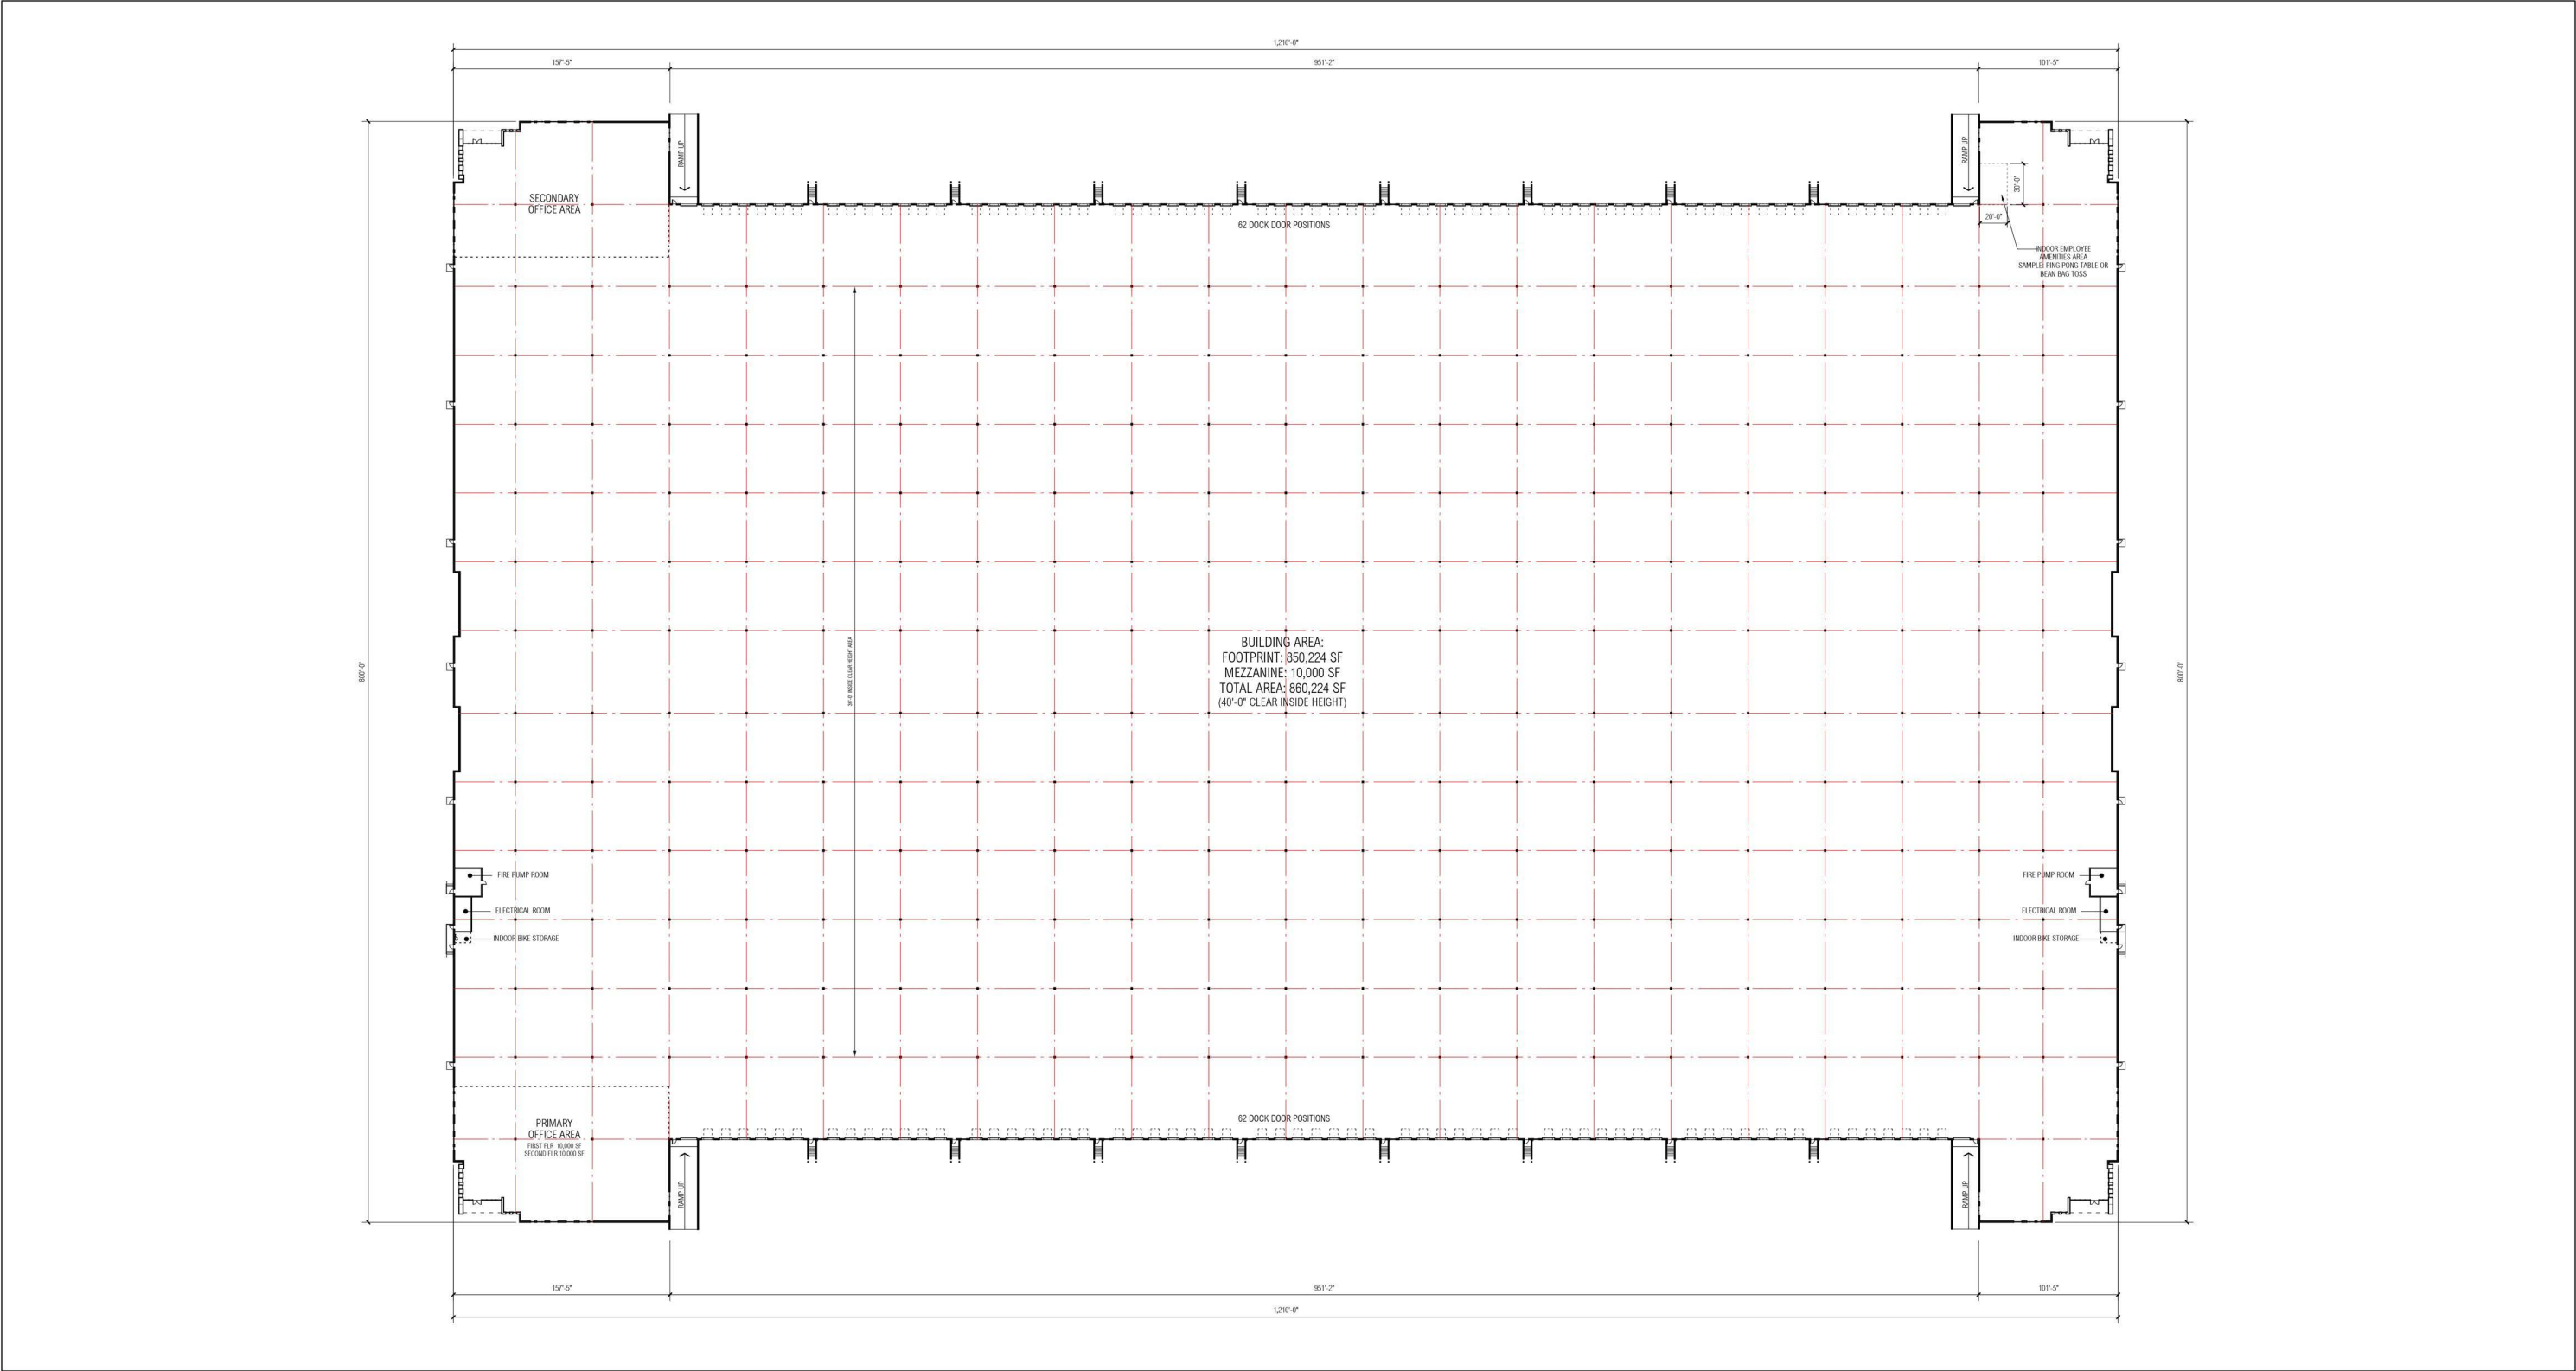 1,210'-0"
157'-5"
951'-2"
101'-5"
RAMP UP
RAMP UP
SECONDARY
OFFICE AREA
62 DOCK DOOR POSITIONS
30'-0"
20'-0"
INDOOR EMPLOYEE
AMENITIES AREA
SAMPLE: PING PONG TABLE OR
BEAN BAG TOSS
800'-0"
INSIDE CLEAR HEIGHT AREA
BUILDING AREA:
FOOTPRINT: 850,224 SF
MEZZANINE: 10,000 SF
TOTAL AREA: 860,224 SF
(40'-0" CLEAR INSIDE HEIGHT)
800'-0"
FIRE PUMP ROOM
ELECTRICAL ROOM
INDOOR BIKE STORAGE
FIRE PUMP ROOM
ELECTRICAL ROOM
INDOOR BIKE STORAGE
62 DOCK DOOR POSITIONS
PRIMARY
OFFICE AREA
FIRST FLR 10,000 SF
SECOND FLR 10,000 SF
RAMP UP
RAMP UP
157'-5"
951'-2"
101'-5"
1,210'-0"